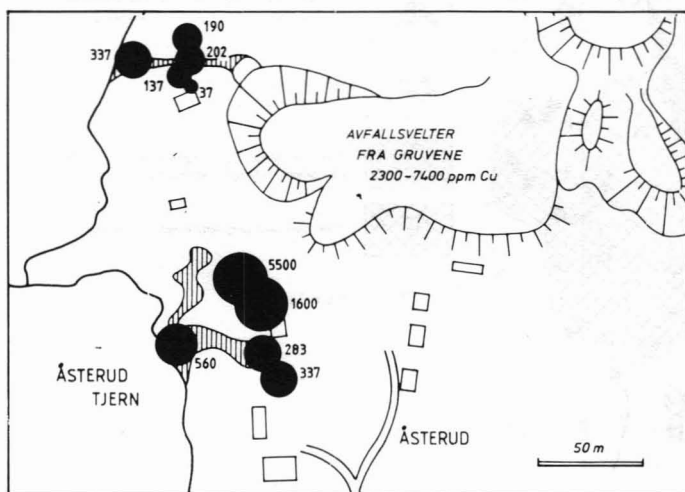 190
337
202
137
37
AVFALLSVELTER
FRA GRUVENE
2300-7400 ppm Cu
5500
1600
560
283
337
ÅSTERUD
TJERN
ÅSTERUD
50 m